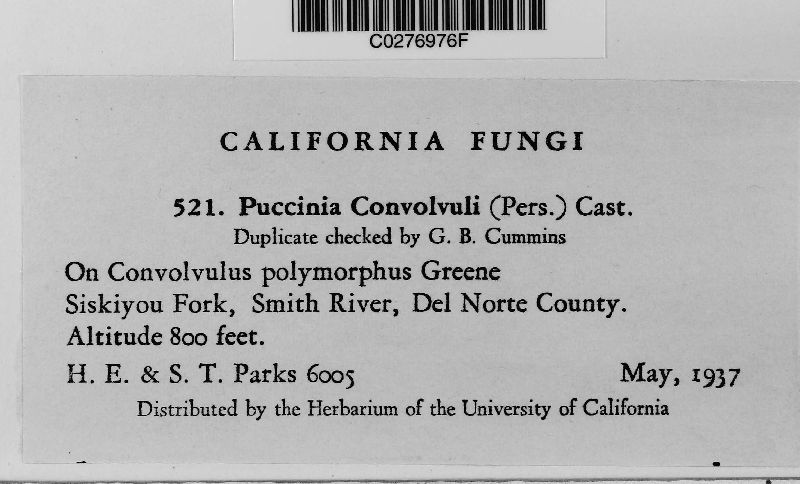 C0276976F
CALIFORNIA FUNGI
521. Puccinia Convolvuli (Pers.) Cast.
Duplicate checked by G. B. Cummins
On Convolvulus polymorphus Greene
Siskiyou Fork, Smith River, Del Norte County.
Altitude 800 feet.
H. E. & S. T. Parks 6005 May, 1937
Distributed by the Herbarium of the University of California